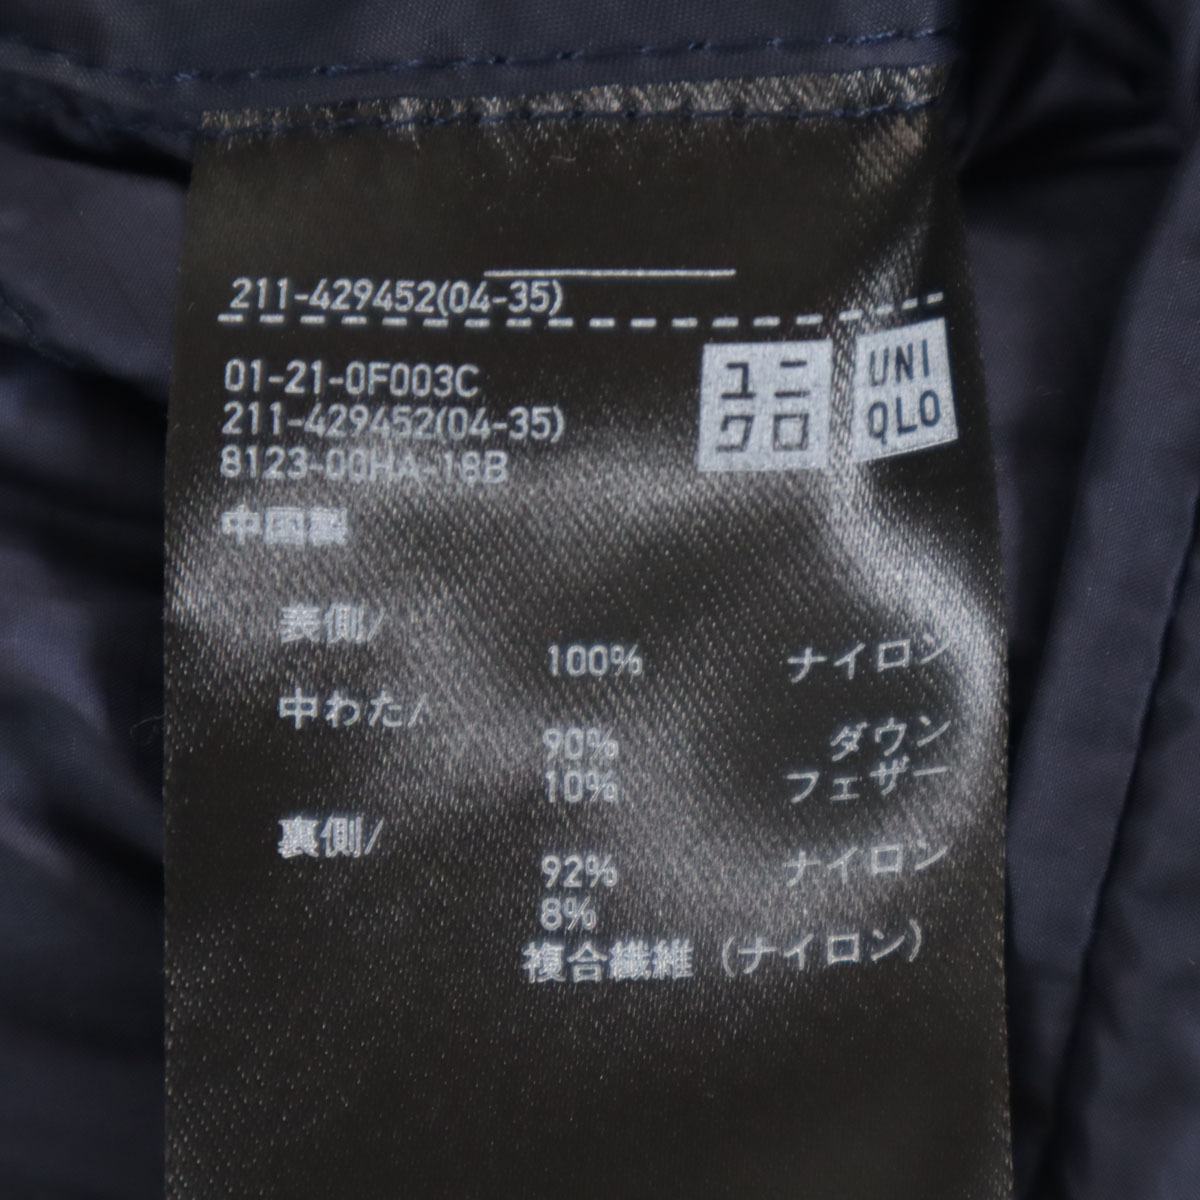 211-429452(04-35)
01-21-0F003C
211-429452(04-35)
8123-00HA-18B
ユニ
クロ
UNI
QLO
中国製
表側/
100% ナイロン
中わた/
90% ダウン
10% フェザー
裏側/
92% ナイロン
8%
複合繊維(ナイロン)